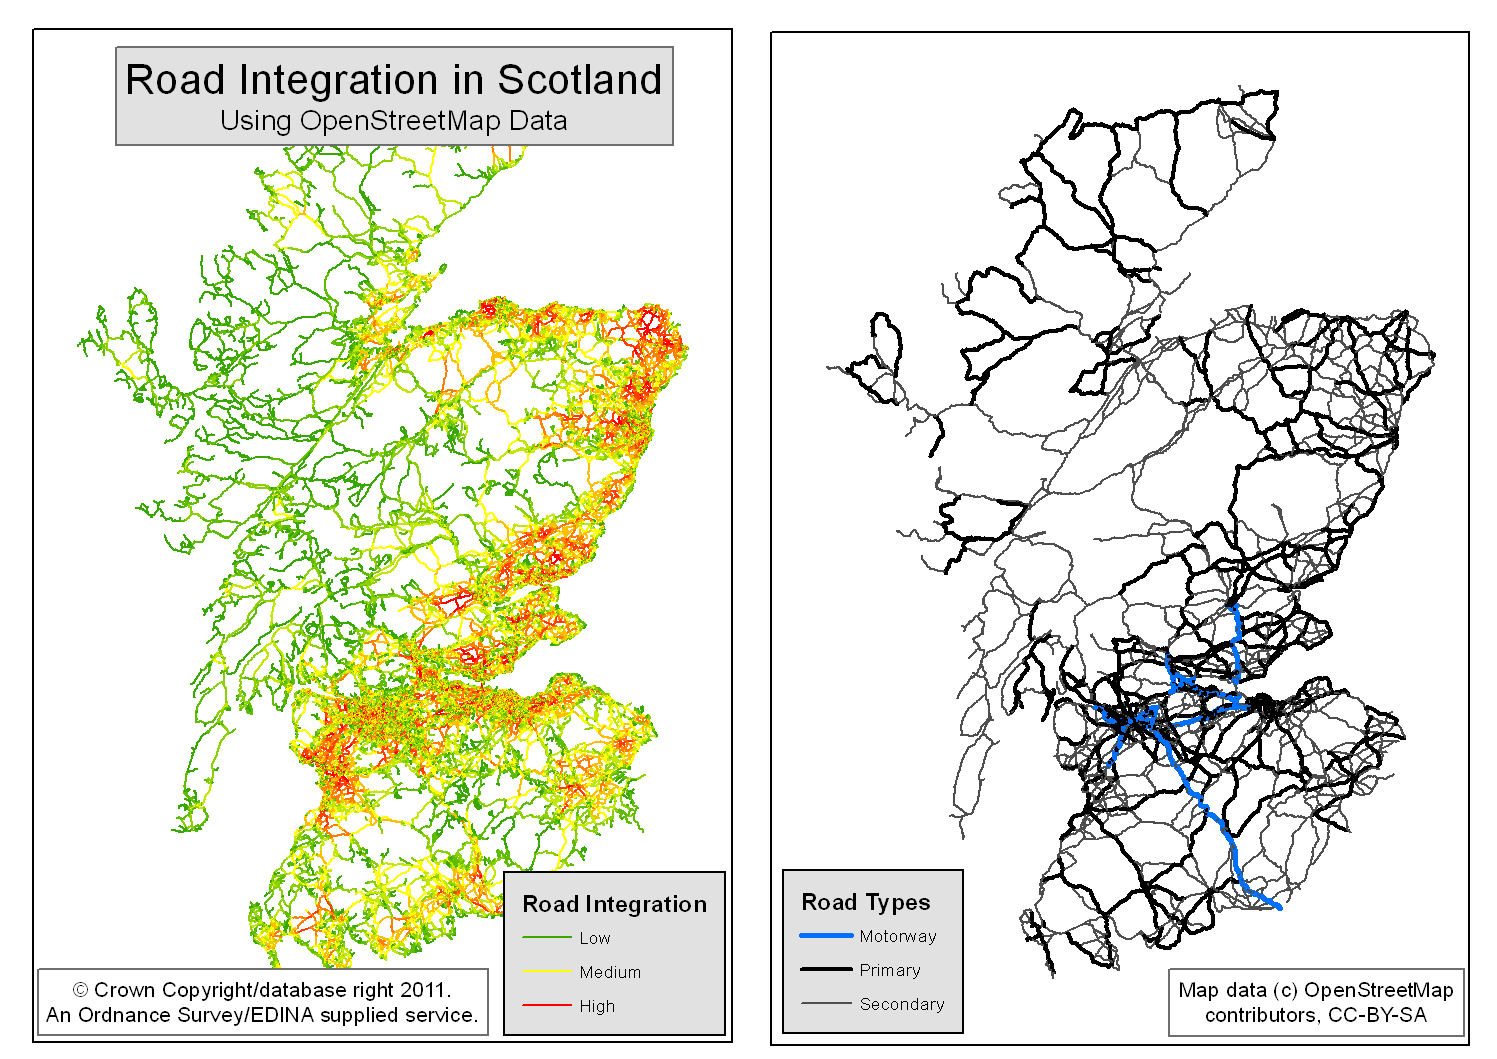 Road Integration in Scotland
Using OpenStreetMap Data
Road Integration
Low
Medium
High
© Crown Copyright/database right 2011.
An Ordnance Survey/EDINA supplied service.
Road Types
Motorway
Primary
Secondary
Map data (c) OpenStreetMap
contributors, CC-BY-SA